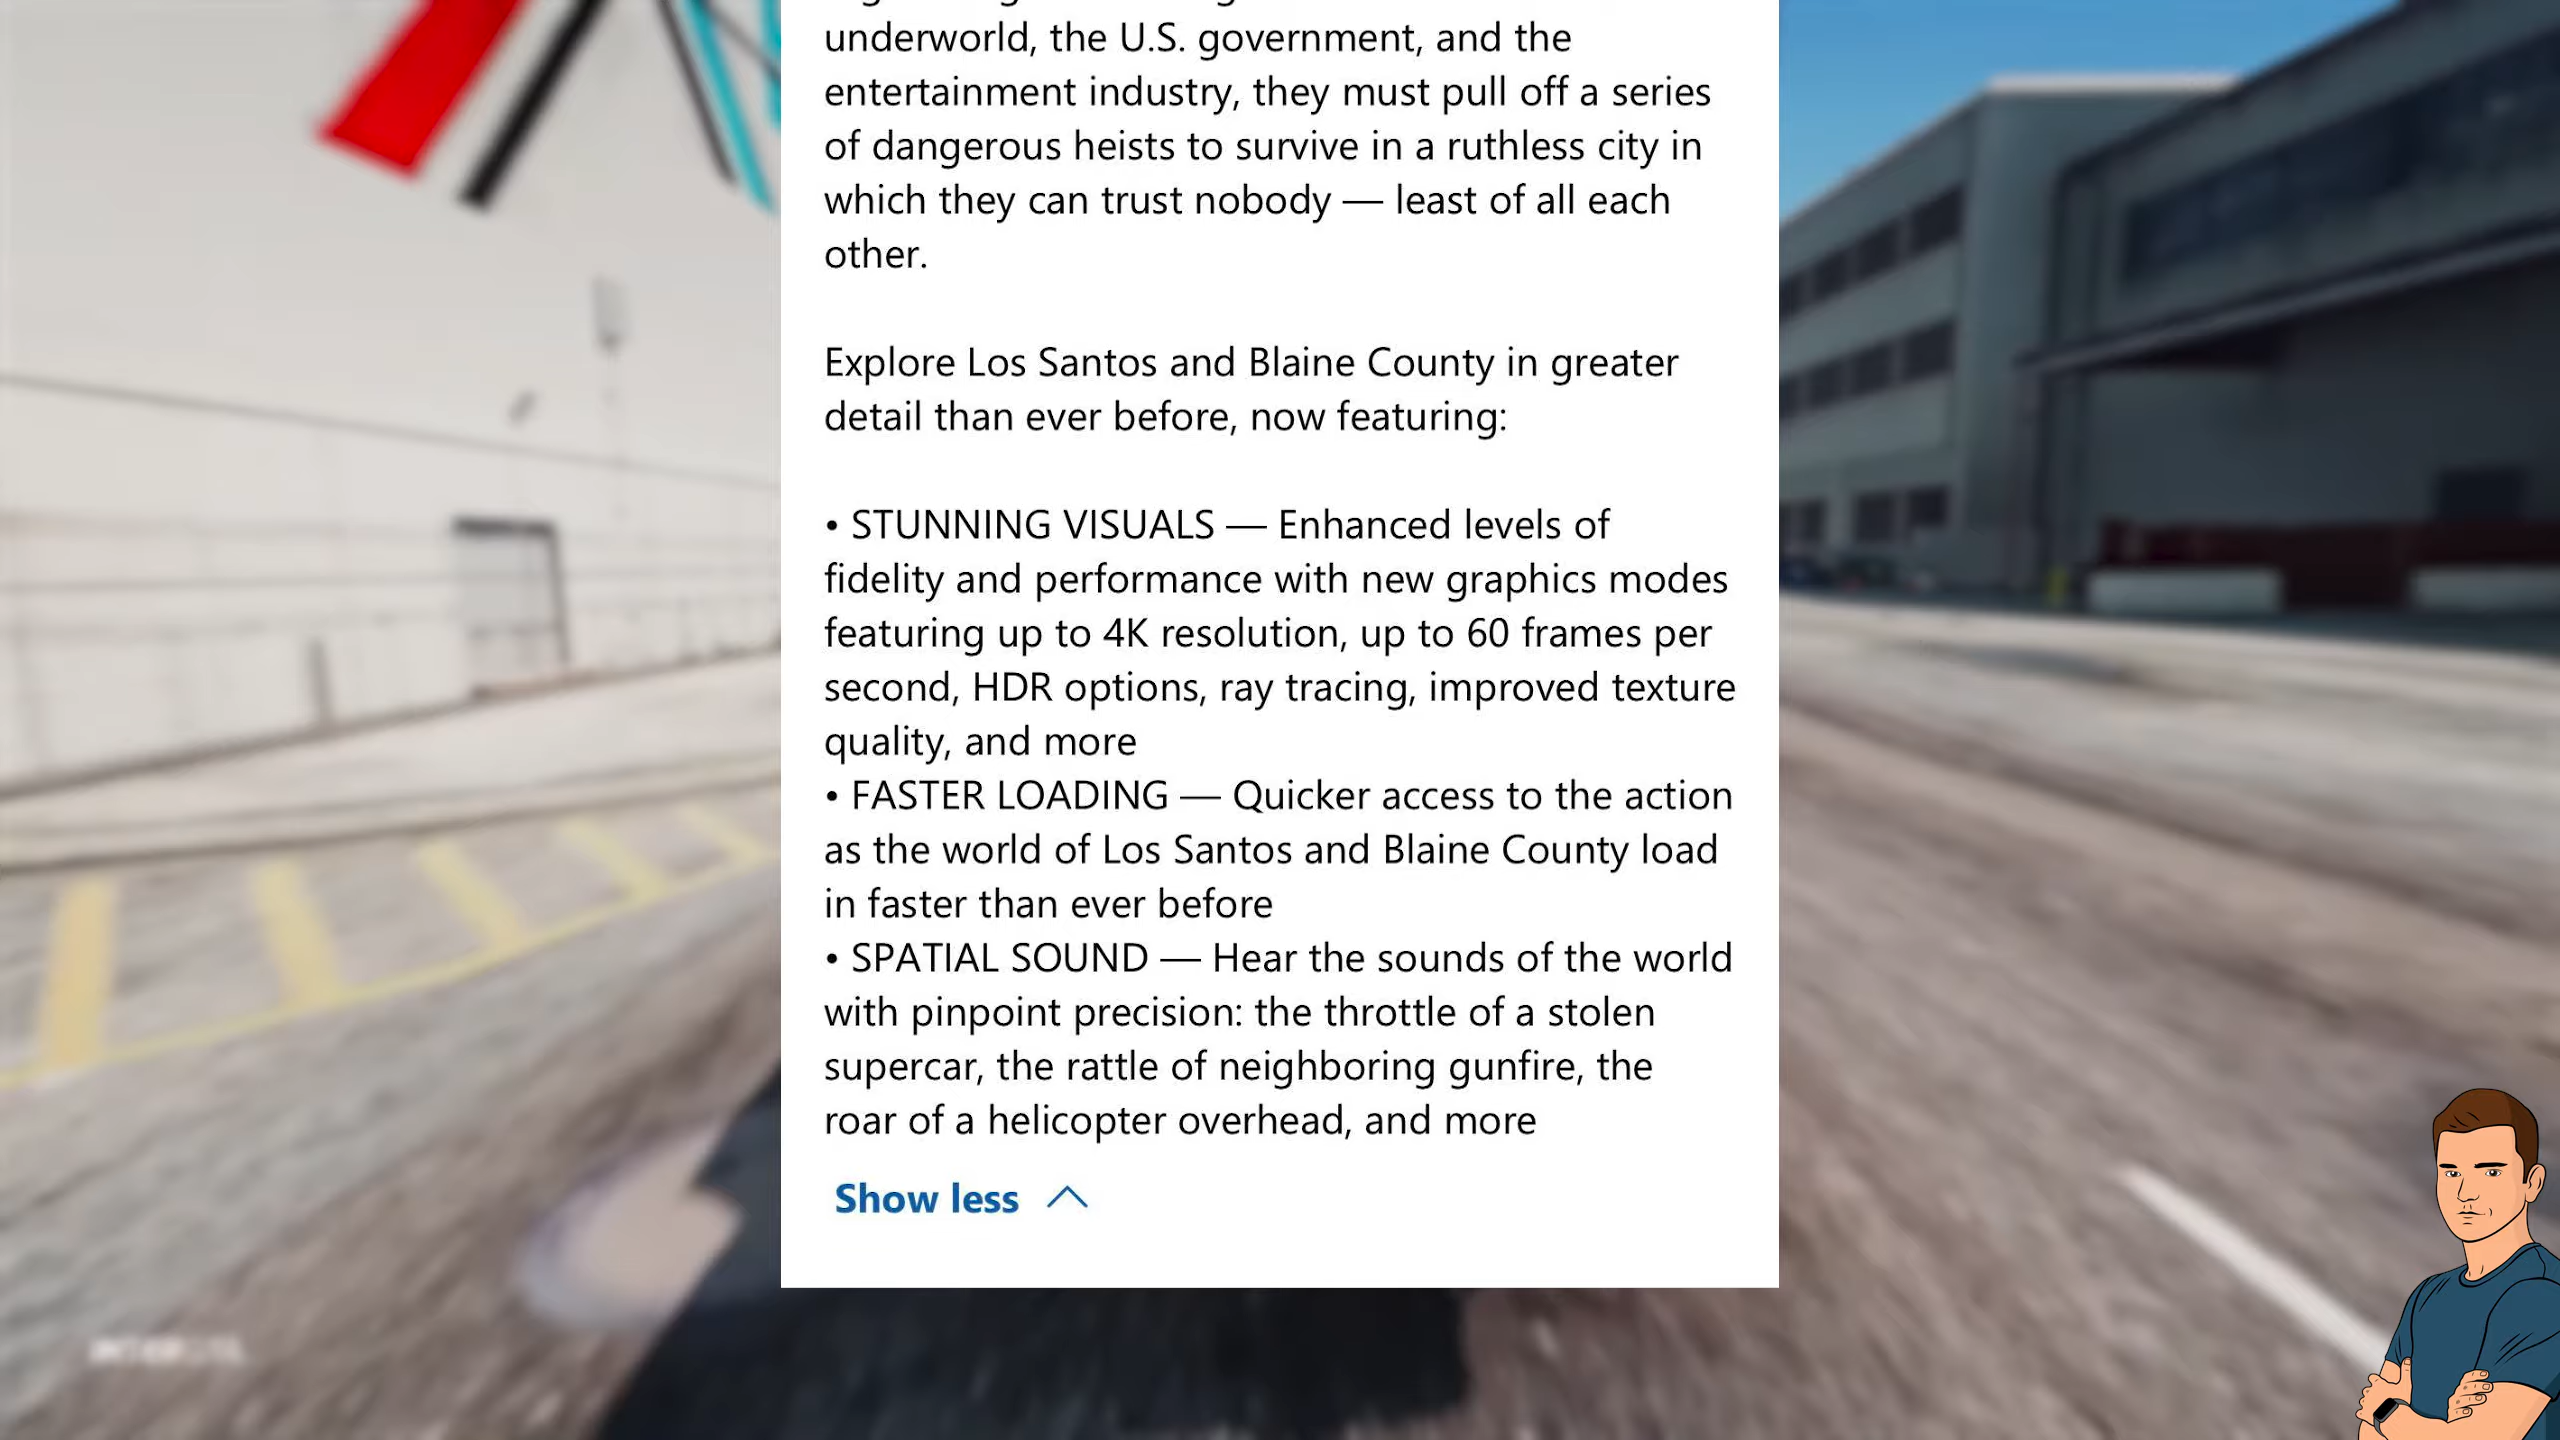 underworld, the U.S. government, and the
entertainment industry, they must pull off a series
of dangerous heists to survive in a ruthless city in
which they can trust nobody — least of all each
other.
Explore Los Santos and Blaine County in greater
detail than ever before, now featuring:
• STUNNING VISUALS — Enhanced levels of
fidelity and performance with new graphics modes
featuring up to 4K resolution, up to 60 frames per
second, HDR options, ray tracing, improved texture
quality, and more
• FASTER LOADING — Quicker access to the action
as the world of Los Santos and Blaine County load
in faster than ever before
• SPATIAL SOUND — Hear the sounds of the world
with pinpoint precision: the throttle of a stolen
supercar, the rattle of neighboring gunfire, the
roar of a helicopter overhead, and more
Show less